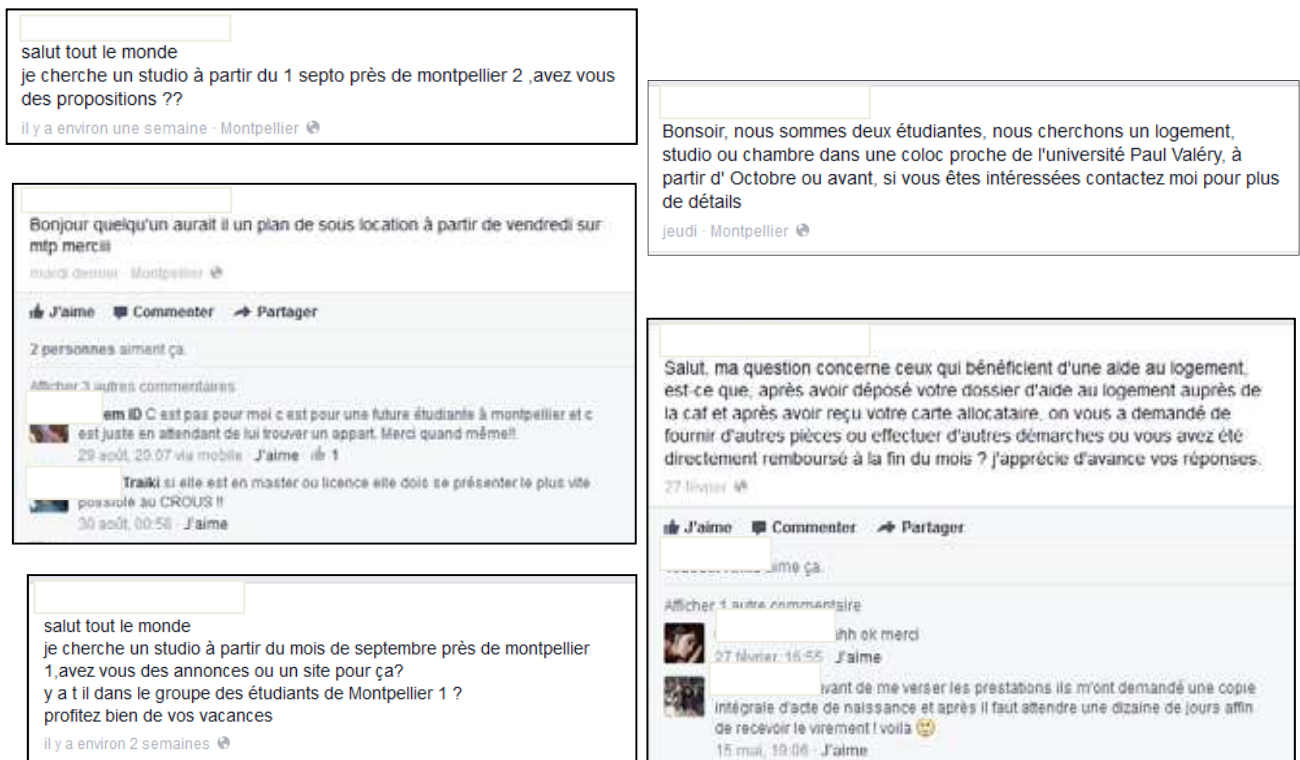 salut tout le monde
je cherche un studio à partir du 1 septo près de montpellier 2 ,avez vous
des propositions ??
il y a environ une semaine · Montpellier
Bonjour quelqu'un aurait il un plan de sous location à partir de vendredi sur
mtp merciii
mardi dernier · Montpellier
J'aime Commenter Partager
2 personnes aiment ça.
Afficher 3 autres commentaires
em ID C est pas pour moi c est pour une future étudiante à montpellier et c
est juste en attendant de lui trouver un appart. Merci quand même!!
29 août, 29:07 via mobile · J'aime · 1
Traiki si elle est en master ou licence elle dois se présenter le plus vite
possible au CROUS !!
30 août, 00:56 · J'aime
salut tout le monde
je cherche un studio à partir du mois de septembre près de montpellier
1,avez vous des annonces ou un site pour ça?
y a t il dans le groupe des étudiants de Montpellier 1 ?
profitez bien de vos vacances
il y a environ 2 semaines
Bonsoir, nous sommes deux étudiantes, nous cherchons un logement,
studio ou chambre dans une coloc proche de l'université Paul Valéry, à
partir d' Octobre ou avant, si vous êtes intéressées contactez moi pour plus
de détails
jeudi · Montpellier
Salut, ma question concerne ceux qui bénéficient d'une aide au logement,
est-ce que, après avoir déposé votre dossier d'aide au logement auprès de
la caf et après avoir reçu votre carte allocataire, on vous a demandé de
fournir d'autres pièces ou effectuer d'autres démarches ou vous avez été
directement remboursé à la fin du mois ? j'apprécie d'avance vos réponses.
27 février
J'aime Commenter Partager
aime ça.
Afficher 1 autre commentaire
ahh ok merci
27 février, 16:55 · J'aime
avant de me verser les prestations ils m'ont demandé une copie
intégrale d'acte de naissance et après il faut attendre une dizaine de jours affin
de recevoir le virement ! voila
15 mai, 19:06 · J'aime